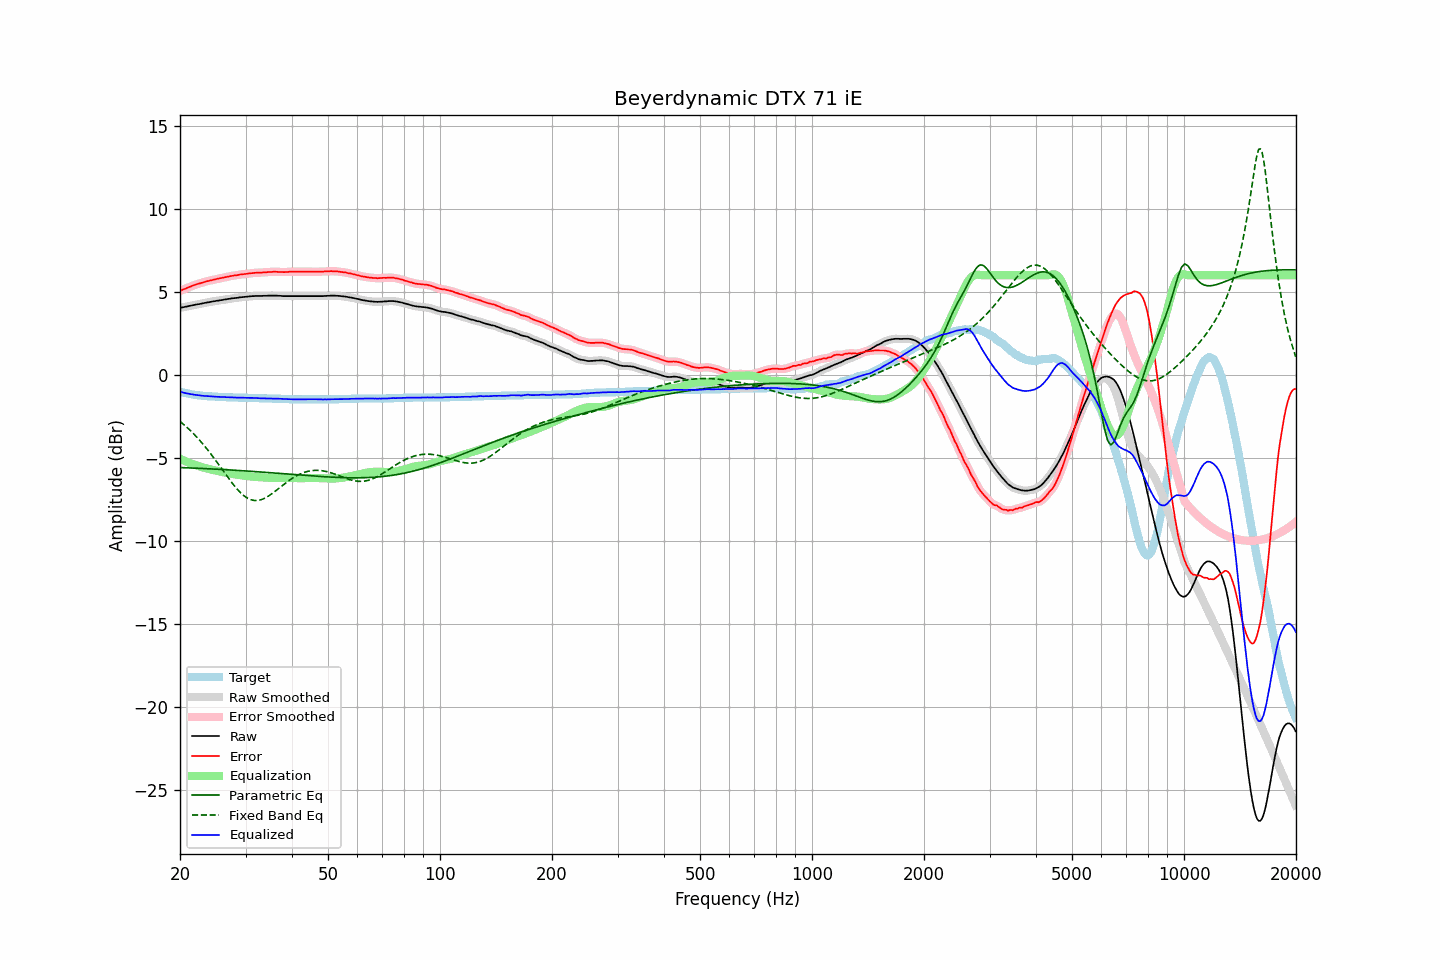 Beyerdynamic DTX 71 iE
Amplitude (dBr)
15
10
5
0
−5
−10
−15
−20
−25
Target
Raw Smoothed
Error Smoothed
Raw
Error
Equalization
Parametric Eq
Fixed Band Eq
Equalized
20 50 100 200 500 1000 2000 5000 10000 20000
Frequency (Hz)